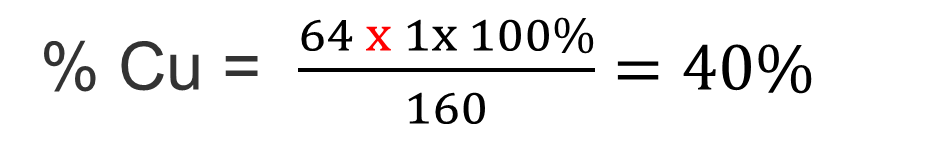 % Cu = 64 x 1x 100% / 160 = 40%